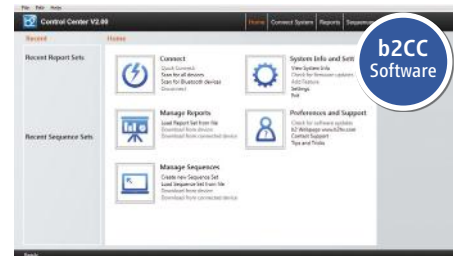 File Edit Help
Control Center V2.00
Home Connect System Reports Sequences
b2CC
Software
Recent
Home
Recent Report Sets
Connect
Quick Connect
Scan for all devices
Scan for Bluetooth devices
Disconnect
System Info and Sett
View System Info
Check for firmware updates
Add Feature
Settings
Exit
Manage Reports
Load Report Set from file
Download from device
Download from connected device
Preferences and Support
Check for software updates
b2 Webpage www.b2hv.com
Contact Support
Tips and Tricks
Recent Sequence Sets
Manage Sequences
Create new Sequence Set
Load Sequence Set from file
Download from device
Download from connected device
Ready